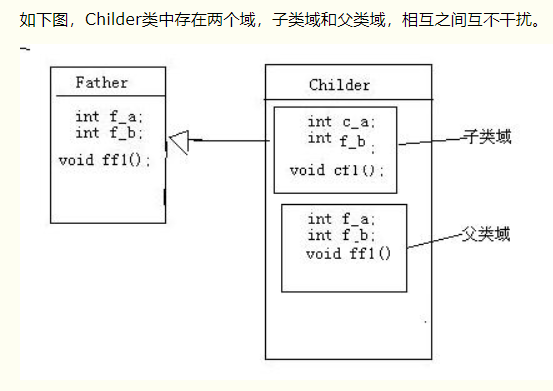 如下图，Childer类中存在两个域，子类域和父类域，相互之间互不干扰。
Father
int f_a;
int f_b;
void ff1();
Childer
int c_a;
int f_b;
void cf1();
子类域
int f_a;
int f_b;
void ff1()
父类域